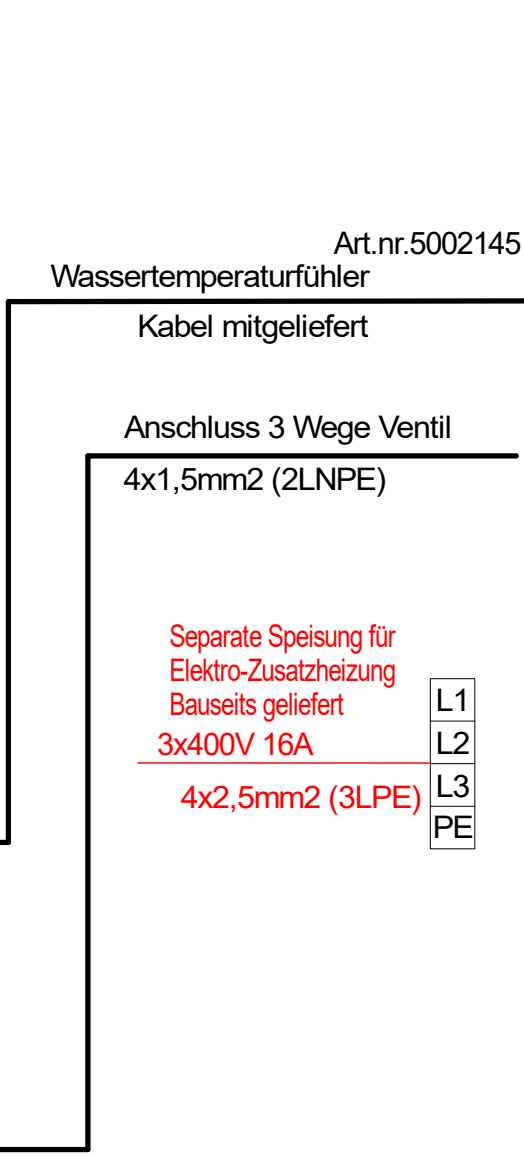 Art.nr.5002145
Wassertemperaturfühler
Kabel mitgeliefert
Anschluss 3 Wege Ventil
4x1,5mm2 (2LNPE)
Separate Speisung für
Elektro-Zusatzheizung
Bauseits geliefert
3x400V 16A
4x2,5mm2 (3LPE)
L1
L2
L3
PE